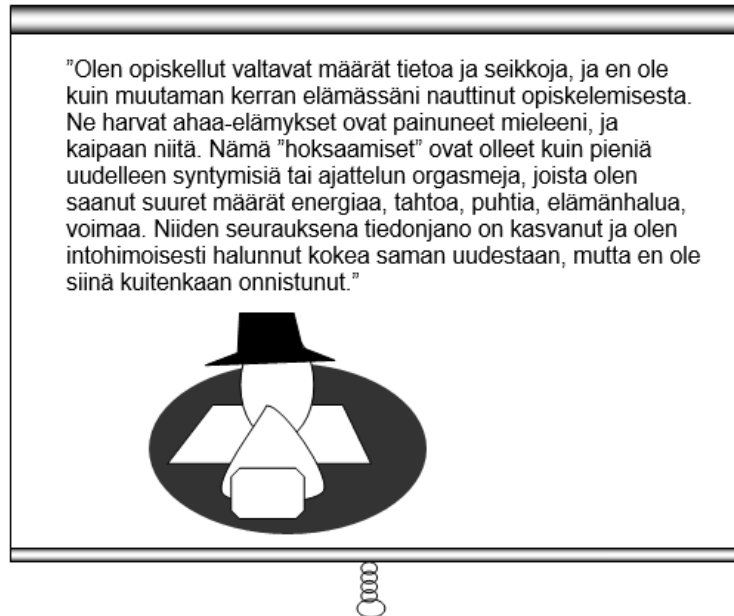 ”Olen opiskellut valtavat määrät tietoa ja seikkoja, ja en ole
kuin muutaman kerran elämässäni nauttinut opiskelemisesta.
Ne harvat ahaa-elämykset ovat painuneet mieleeni, ja
kaipaan niitä. Nämä ”hoksaamiset” ovat olleet kuin pieniä
uudelleen syntymisiä tai ajattelun orgasmeja, joista olen
saanut suuret määrät energiaa, tahtoa, puhtia, elämänhalua,
voimaa. Niiden seurauksena tiedonjano on kasvanut ja olen
intohimoisesti halunnut kokea saman uudestaan, mutta en ole
siinä kuitenkaan onnistunut.”